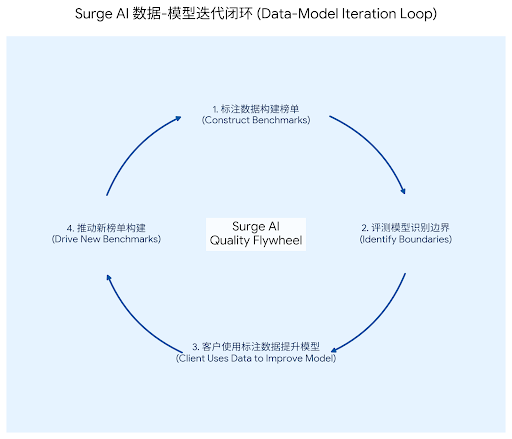 Surge AI 数据-模型迭代闭环 (Data-Model Iteration Loop)
1. 标注数据构建榜单
(Construct Benchmarks)
4. 推动新榜单构建
(Drive New Benchmarks)
Surge AI
Quality Flywheel
2. 评测模型识别边界
(Identify Boundaries)
3. 客户使用标注数据提升模型
(Client Uses Data to Improve Model)